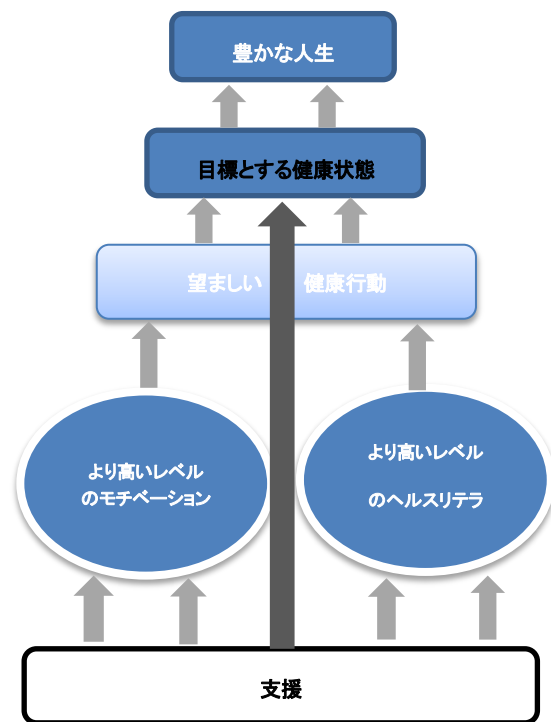 豊かな人生
目標とする健康状態
望ましい 健康行動
より高いレベル
のモチベーション
より高いレベル
のヘルスリテラ
支援